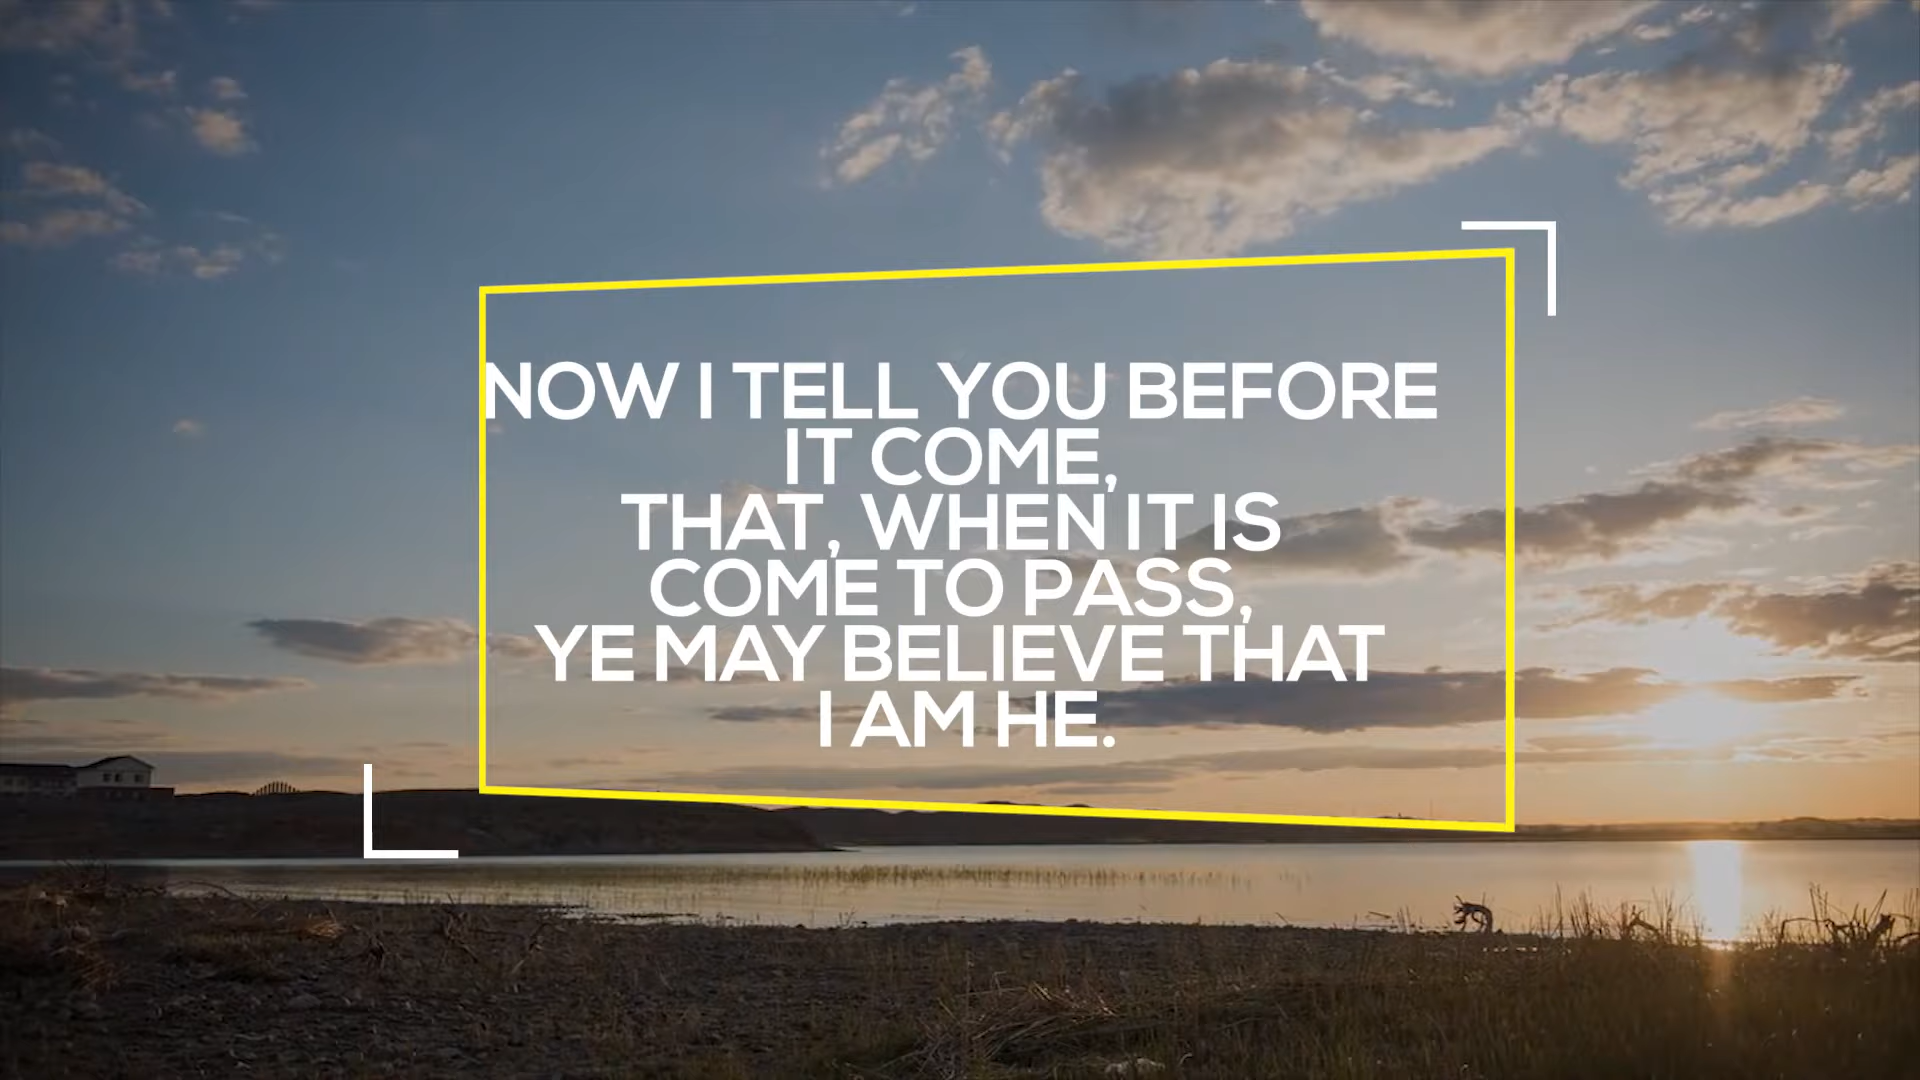 NOW I TELL YOU BEFORE
IT COME,
THAT, WHEN IT IS
COME TO PASS,
YE MAY BELIEVE THAT
I AM HE.